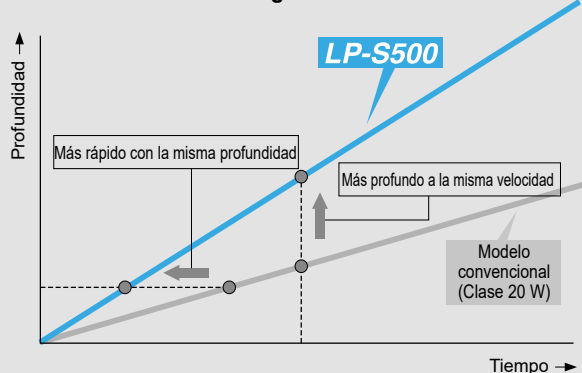 LP-S500
Profundidad
Más rápido con la misma profundidad
Más profundo a la misma velocidad
Modelo
convencional
(Clase 20 W)
Tiempo